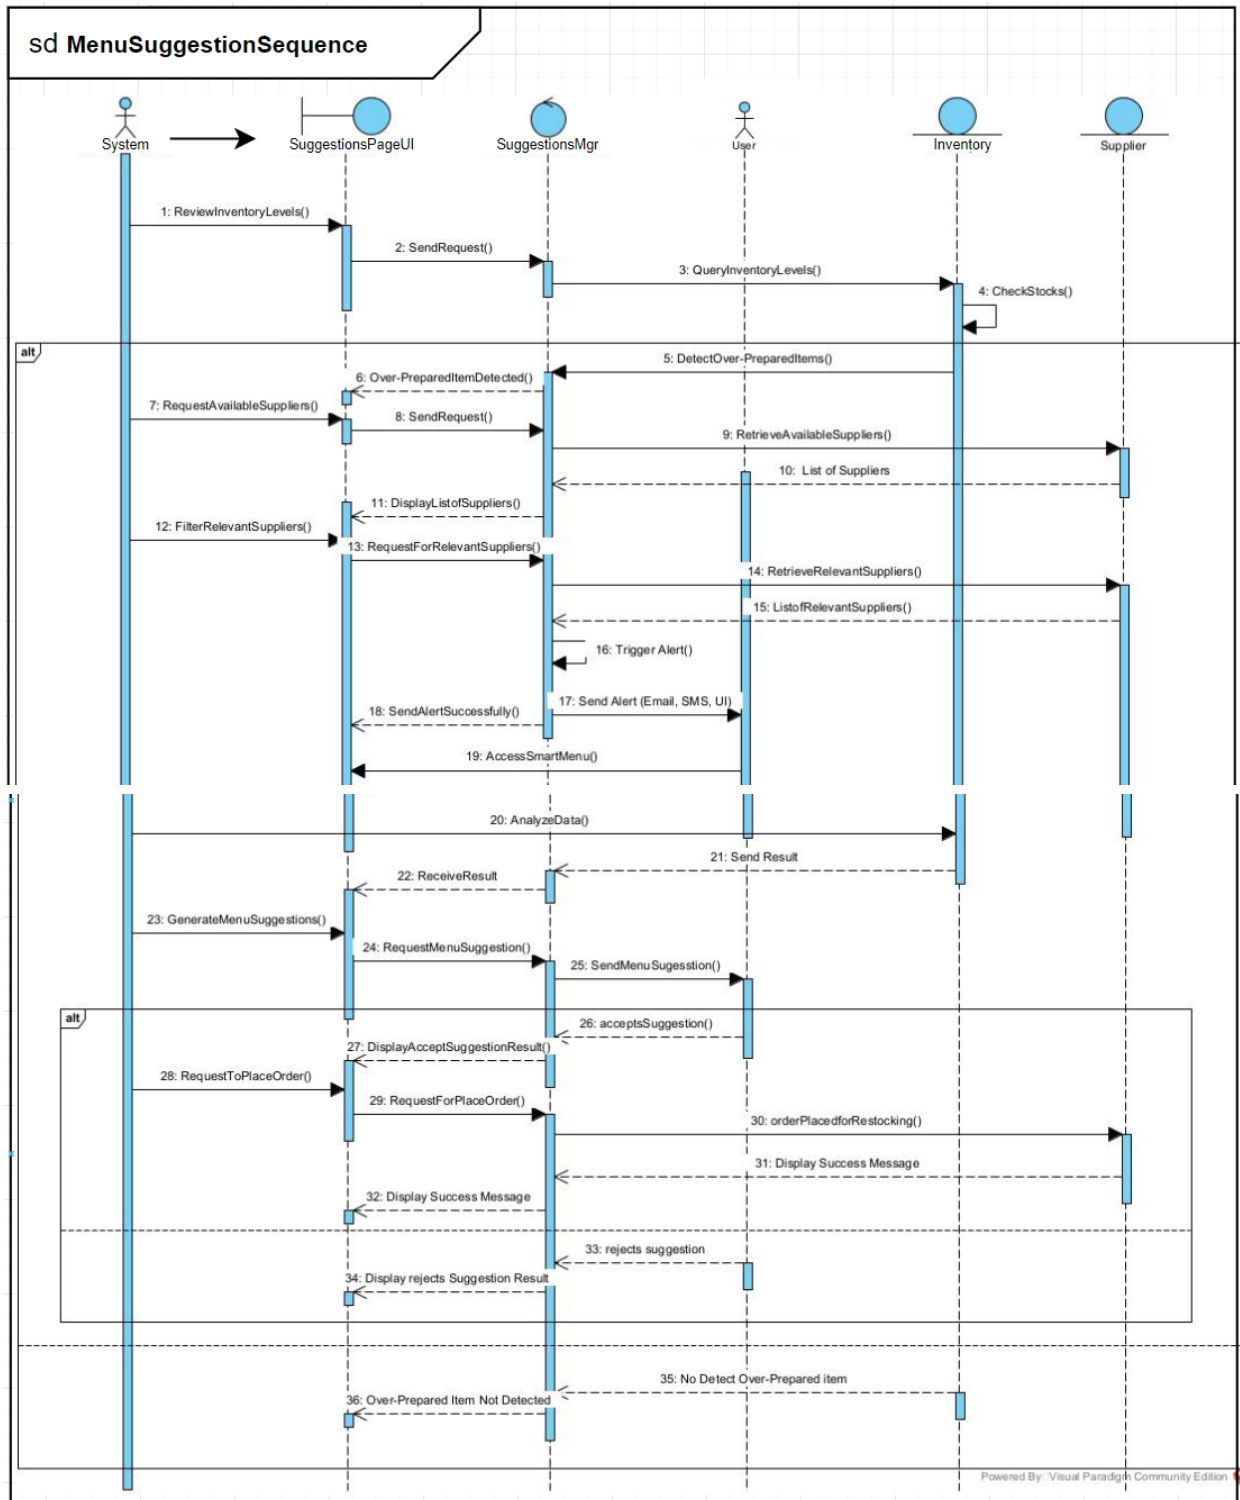 sd MenuSuggestionSequence
System
SuggestionsPageUI
SuggestionsMgr
User
Inventory
Supplier
1: ReviewInventoryLevels()
2: SendRequest()
3: QueryInventoryLevels()
4: CheckStocks()
alt
5: DetectOver-PreparedItems()
6: Over-PreparedItemDetected()
7: RequestAvailableSuppliers()
8: SendRequest()
9: RetrieveAvailableSuppliers()
10: List of Suppliers
11: DisplayListofSuppliers()
12: FilterRelevantSuppliers()
13: RequestForRelevantSuppliers()
14: RetrieveRelevantSuppliers()
15: ListofRelevantSuppliers()
16: Trigger Alert()
17: Send Alert (Email, SMS, UI)
18: SendAlertSuccessfully()
19: AccessSmartMenu()
20: AnalyzeData()
21: Send Result
22: ReceiveResult
23: GenerateMenuSuggestions()
24: RequestMenuSuggestion()
25: SendMenuSugesstion()
alt
26: acceptsSuggestion()
27: DisplayAcceptSuggestionResult()
28: RequestToPlaceOrder()
29: RequestForPlaceOrder()
30: orderPlacedforRestocking()
31: Display Success Message
32: Display Success Message
33: rejects suggestion
34: Display rejects Suggestion Result
35: No Detect Over-Prepared item
36: Over-Prepared Item Not Detected
Powered By: Visual Paradigm Community Edition